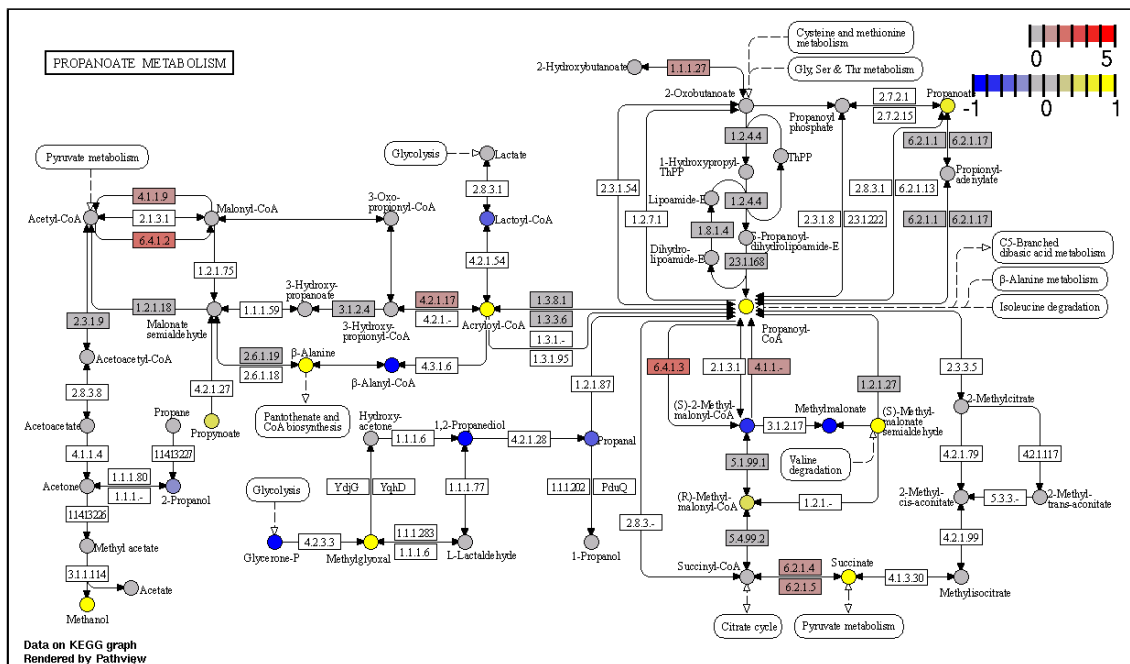 PROPANOATE METABOLISM
Cysteine and methionine
metabolism
Gly, Ser & Thr metabolism
2-Hydroxybutanoate
1.1.1.27
0
5
-1
0
1
2-Oxobutanoate
Propanoyl
phosphate
2.7.2.1
2.7.2.15
Propanoate
Pyruvate metabolism
Glycolysis
Lactate
2.8.3.1
Lactoyl-CoA
4.2.1.54
Acetyl-CoA
4.1.1.9
2.1.3.1
6.4.1.2
Malonyl-CoA
3-Oxo-
propionyl-CoA
1.2.1.75
1.2.4.4
1-Hydroxypropyl-
ThPP
ThPP
1.2.4.4
Lipoamide-E
1.8.1.4
Dihydro-
lipoamide-E
S-Propanoyl-
dihydrolipoamide-E
2.3.1.168
2.3.1.54
1.2.7.1
2.3.1.8
2.3.1.222
2.8.3.1
6.2.1.13
6.2.1.1
6.2.1.17
Propionyl-
adenylate
6.2.1.1
6.2.1.17
C5-Branched
dibasic acid metabolism
β-Alanine metabolism
Isoleucine degradation
2.3.1.9
1.2.1.18
Malonate
semialdehyde
1.1.1.59
3-Hydroxy-
propanoate
3.1.2.4
3-Hydroxy-
propionyl-CoA
4.2.1.17
4.2.1.-
Acryloyl-CoA
1.3.8.1
1.3.3.6
1.3.1.-
1.3.1.95
Propanoyl-
CoA
Acetoacetyl-CoA
2.6.1.19
2.6.1.18
β-Alanine
β-Alanyl-CoA
4.3.1.6
2.8.3.8
4.2.1.27
Propynoate
Pantothenate and
CoA biosynthesis
1.2.1.87
6.4.1.3
2.1.3.1
4.1.1.-
1.2.1.27
2.3.3.5
Acetoacetate
Propane
4.1.1.4
1.14.13.227
Acetone
1.1.1.80
1.1.1.-
2-Propanol
1.14.13.226
Methyl acetate
3.1.1.114
Acetate
Methanol
Hydroxy-
acetone
1.1.1.6
1,2-Propanediol
4.2.1.28
Propanal
Glycolysis
YdjG
YqhD
1.1.1.77
1.1.1.202
PduQ
Glycerone-P
4.2.3.3
Methylglyoxal
1.1.1.283
1.1.1.6
L-Lactaldehyde
1-Propanol
(S)-2-Methyl-
malonyl-CoA
3.1.2.17
Methylmalonate
(S)-Methyl-
malonate
semialdehyde
Valine
degradation
5.1.99.1
(R)-Methyl-
malonyl-CoA
1.2.1.-
2.8.3.-
5.4.99.2
Succinyl-CoA
6.2.1.4
6.2.1.5
Succinate
4.1.3.30
Methylisocitrate
Citrate cycle
Pyruvate metabolism
2-Methylcitrate
4.2.1.79
4.2.1.117
2-Methyl-
cis-aconitate
5.3.3.-
2-Methyl-
trans-aconitate
4.2.1.99
Data on KEGG graph
Rendered by Pathview